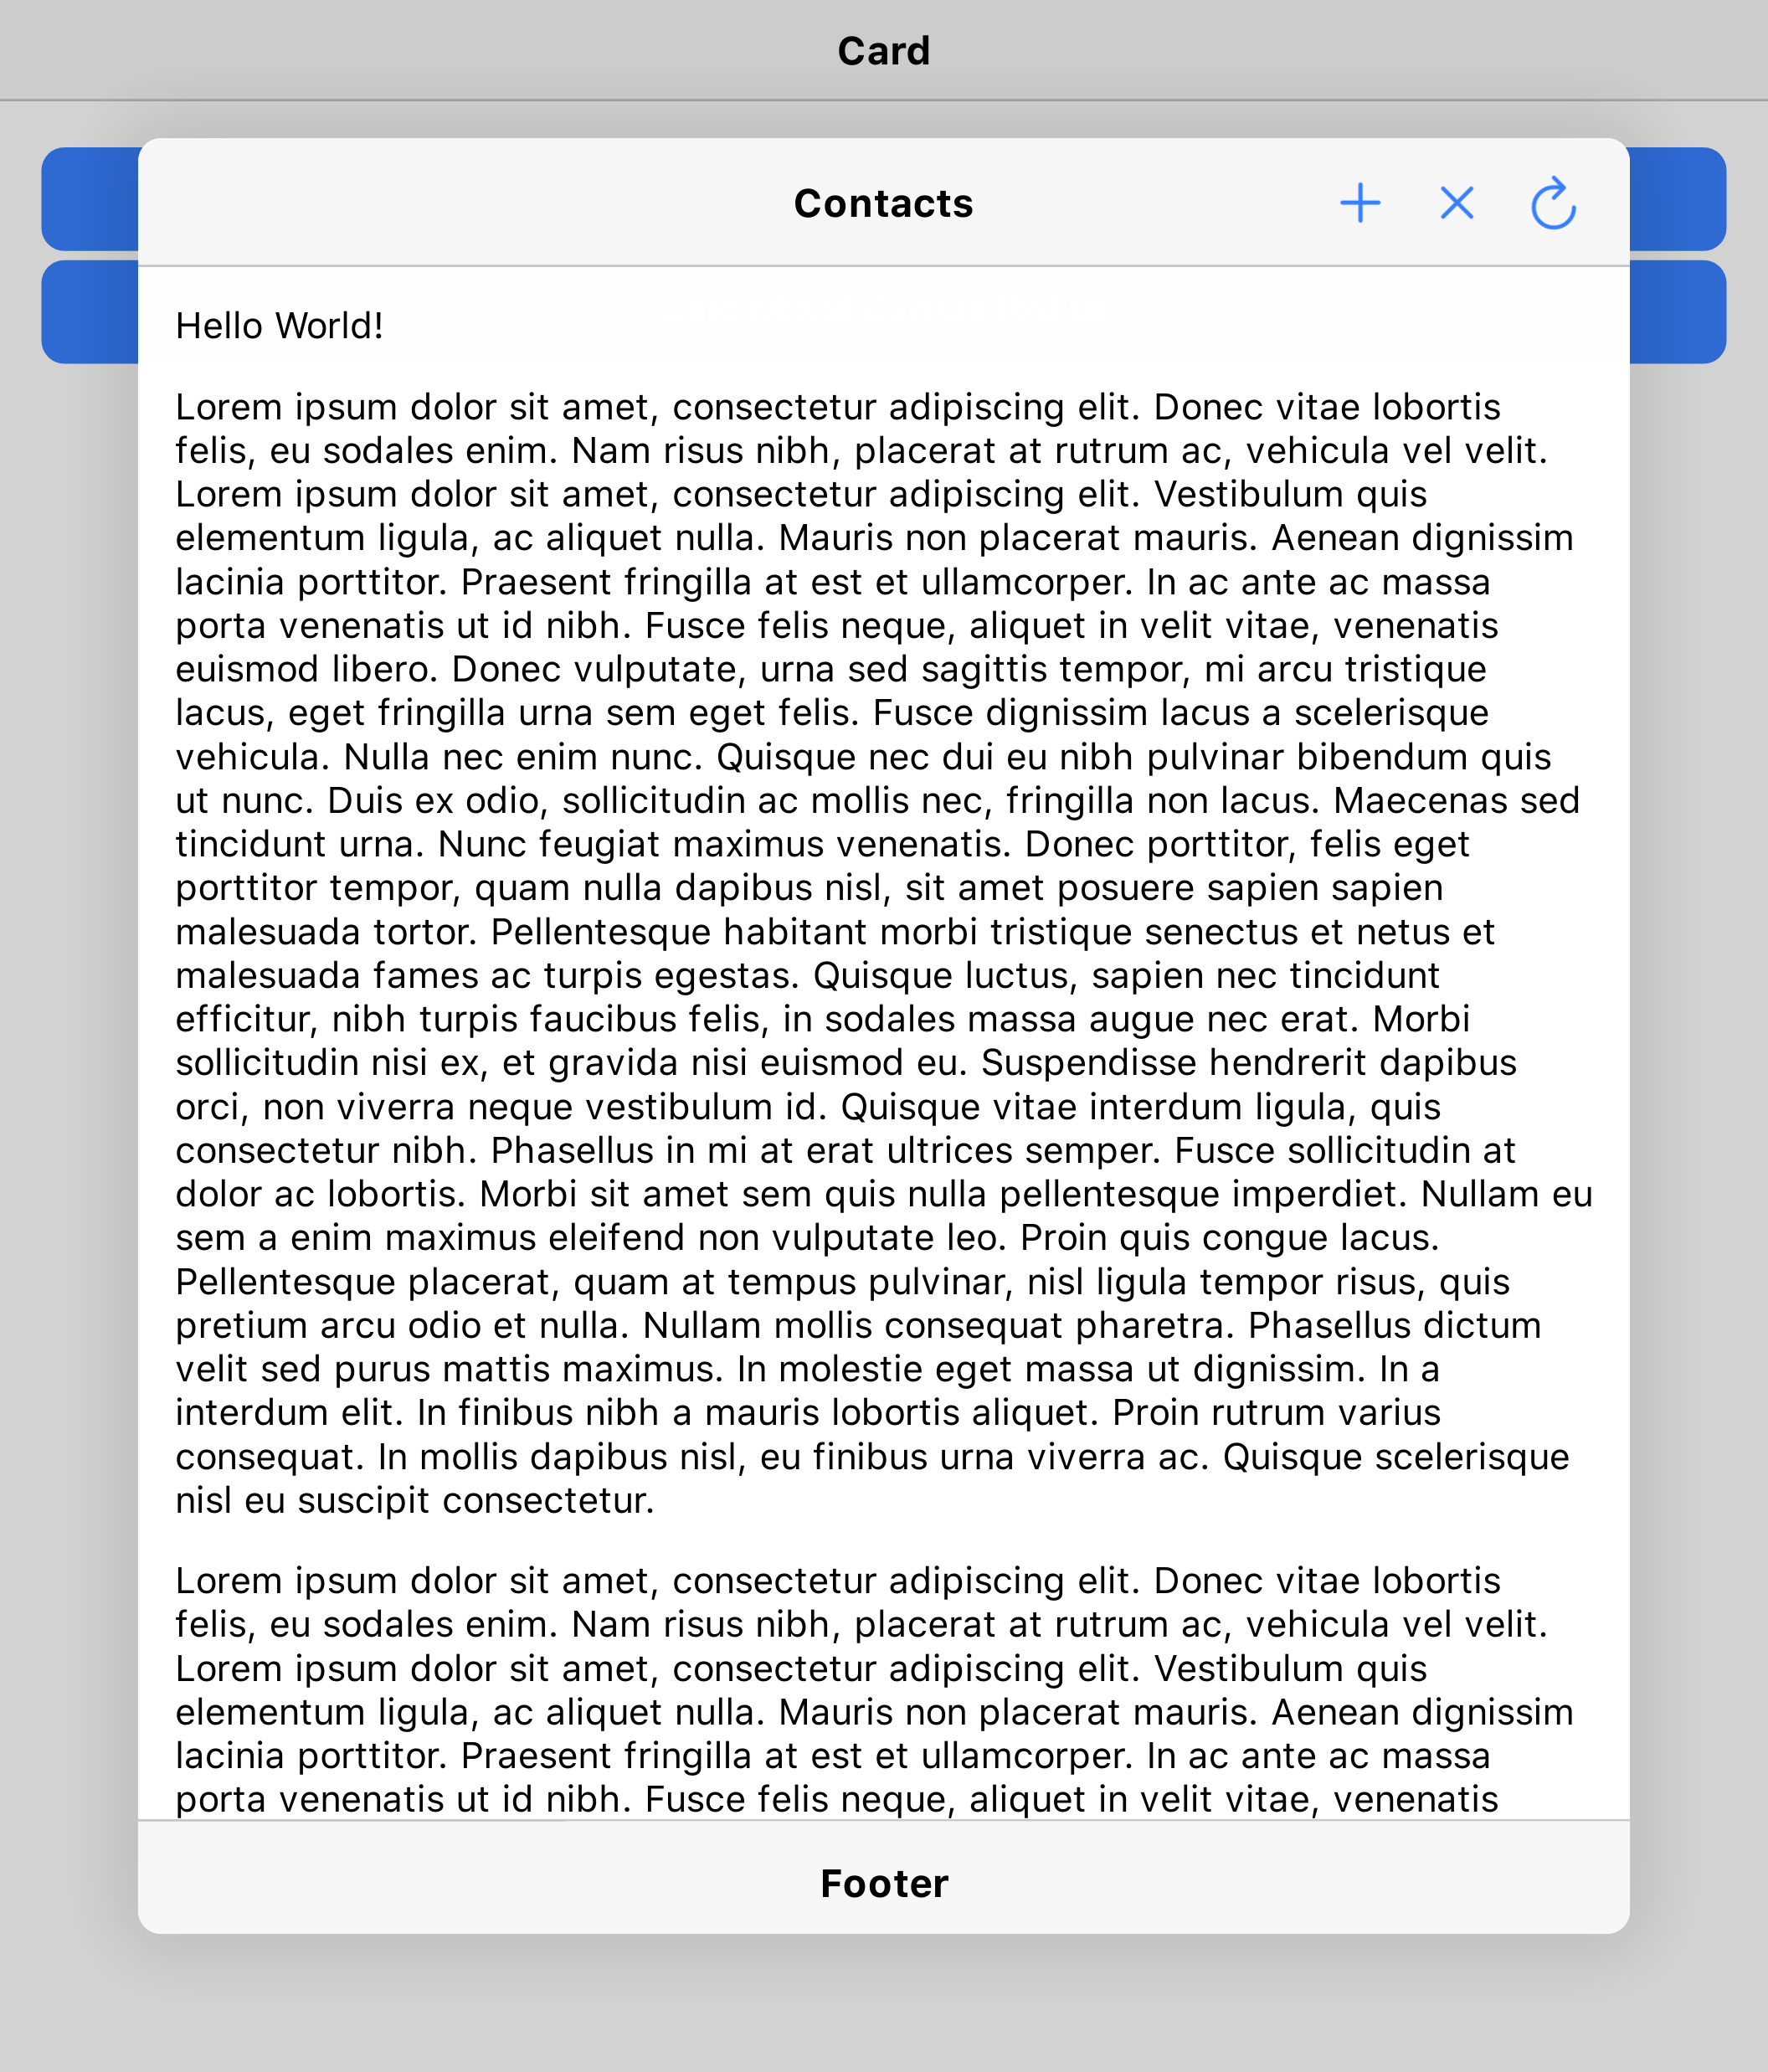 Card
Contacts
Hello World!
Lorem ipsum dolor sit amet, consectetur adipiscing elit. Donec vitae lobortis
felis, eu sodales enim. Nam risus nibh, placerat at rutrum ac, vehicula vel velit.
Lorem ipsum dolor sit amet, consectetur adipiscing elit. Vestibulum quis
elementum ligula, ac aliquet nulla. Mauris non placerat mauris. Aenean dignissim
lacinia porttitor. Praesent fringilla at est et ullamcorper. In ac ante ac massa
porta venenatis ut id nibh. Fusce felis neque, aliquet in velit vitae, venenatis
euismod libero. Donec vulputate, urna sed sagittis tempor, mi arcu tristique
lacus, eget fringilla urna sem eget felis. Fusce dignissim lacus a scelerisque
vehicula. Nulla nec enim nunc. Quisque nec dui eu nibh pulvinar bibendum quis
ut nunc. Duis ex odio, sollicitudin ac mollis nec, fringilla non lacus. Maecenas sed
tincidunt urna. Nunc feugiat maximus venenatis. Donec porttitor, felis eget
porttitor tempor, quam nulla dapibus nisl, sit amet posuere sapien sapien
malesuada tortor. Pellentesque habitant morbi tristique senectus et netus et
malesuada fames ac turpis egestas. Quisque luctus, sapien nec tincidunt
efficitur, nibh turpis faucibus felis, in sodales massa augue nec erat. Morbi
sollicitudin nisi ex, et gravida nisi euismod eu. Suspendisse hendrerit dapibus
orci, non viverra neque vestibulum id. Quisque vitae interdum ligula, quis
consectetur nibh. Phasellus in mi at erat ultrices semper. Fusce sollicitudin at
dolor ac lobortis. Morbi sit amet sem quis nulla pellentesque imperdiet. Nullam eu
sem a enim maximus eleifend non vulputate leo. Proin quis congue lacus.
Pellentesque placerat, quam at tempus pulvinar, nisl ligula tempor risus, quis
pretium arcu odio et nulla. Nullam mollis consequat pharetra. Phasellus dictum
velit sed purus mattis maximus. In molestie eget massa ut dignissim. In a
interdum elit. In finibus nibh a mauris lobortis aliquet. Proin rutrum varius
consequat. In mollis dapibus nisl, eu finibus urna viverra ac. Quisque scelerisque
nisl eu suscipit consectetur.
Lorem ipsum dolor sit amet, consectetur adipiscing elit. Donec vitae lobortis
felis, eu sodales enim. Nam risus nibh, placerat at rutrum ac, vehicula vel velit.
Lorem ipsum dolor sit amet, consectetur adipiscing elit. Vestibulum quis
elementum ligula, ac aliquet nulla. Mauris non placerat mauris. Aenean dignissim
lacinia porttitor. Praesent fringilla at est et ullamcorper. In ac ante ac massa
porta venenatis ut id nibh. Fusce felis neque, aliquet in velit vitae, venenatis
Footer